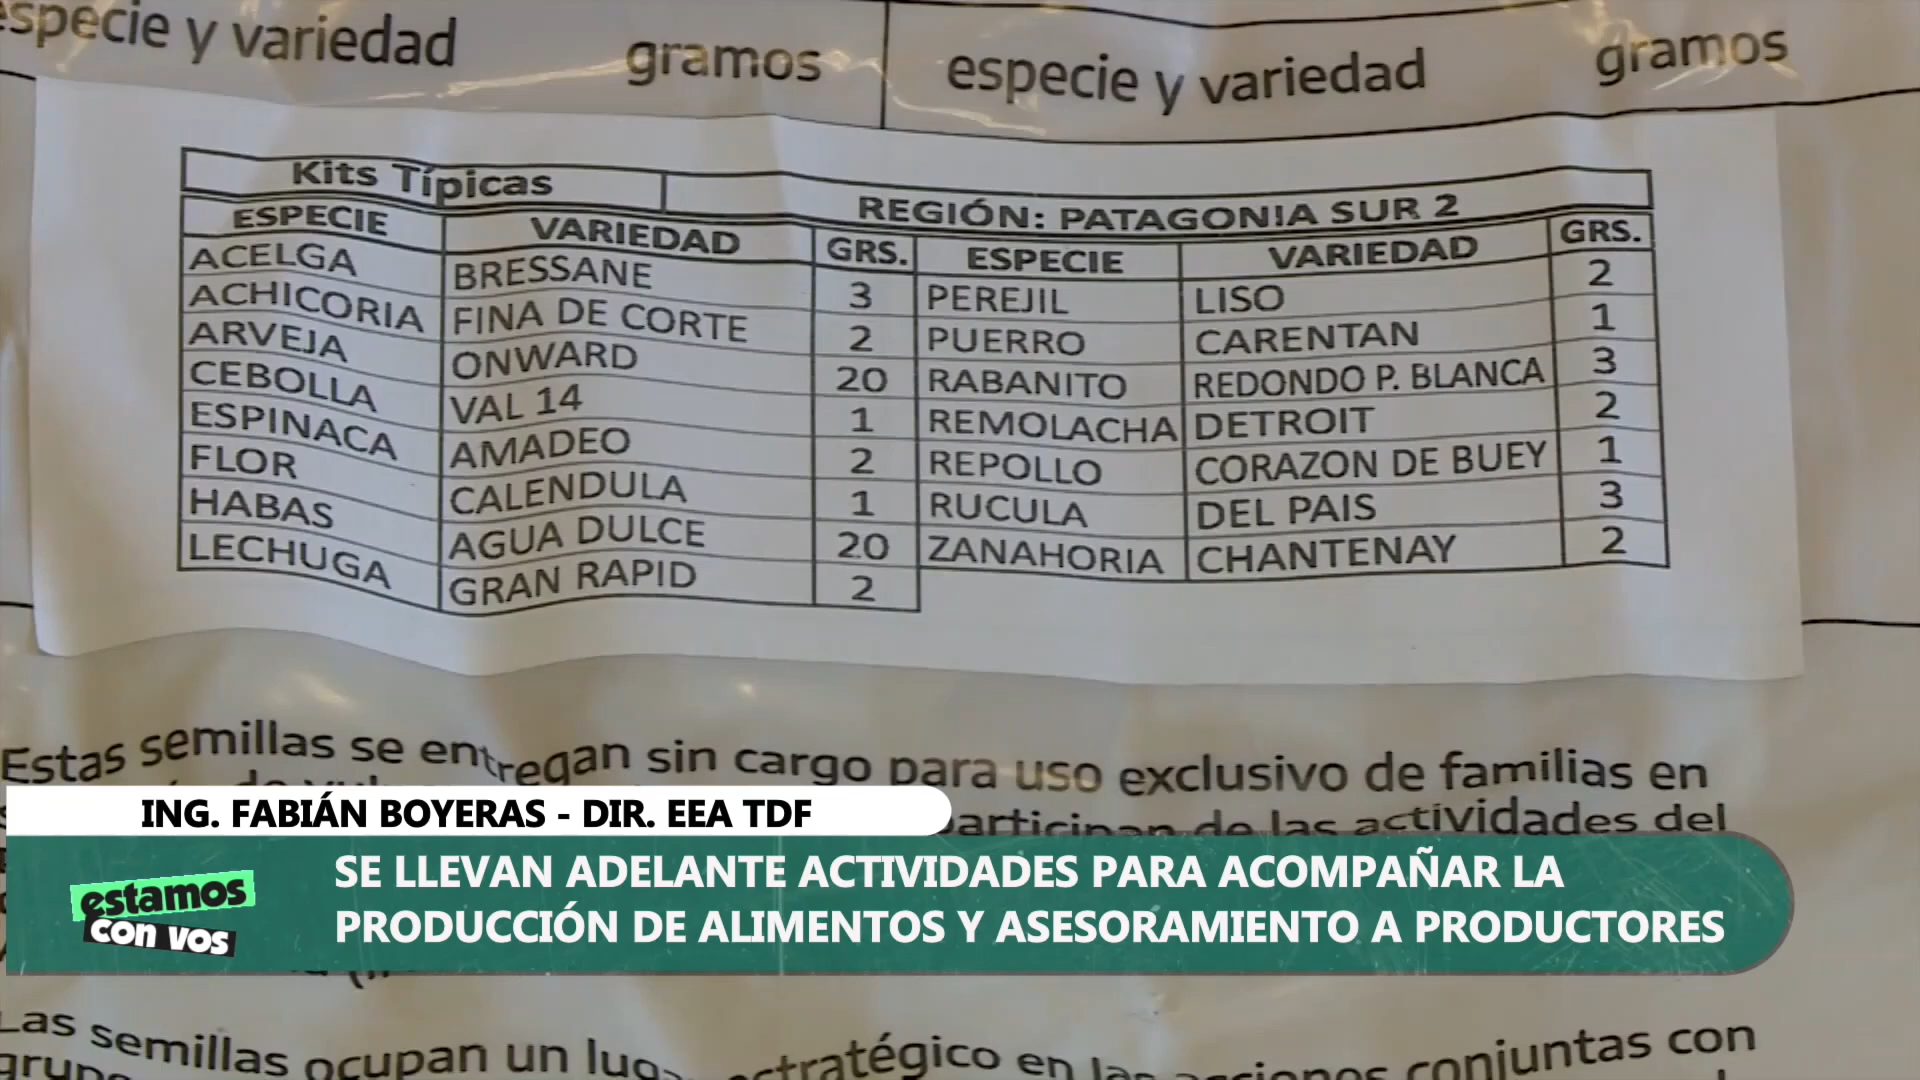 especie y variedad gramos especie y variedad gramos
Kits Típicas REGIÓN: PATAGONIA SUR 2
ESPECIE VARIEDAD GRS. ESPECIE VARIEDAD GRS.
ACELGA BRESSANE 3 PEREJIL LISO 2
ACHICORIA FINA DE CORTE 2 PUERRO CARENTAN 1
ARVEJA ONWARD 20 RABANITO REDONDO P. BLANCA 3
CEBOLLA VAL 14 1 REMOLACHA DETROIT 2
ESPINACA AMADEO 2 REPOLLO CORAZON DE BUEY 1
FLOR CALENDULA 1 RUCULA DEL PAIS 3
HABAS AGUA DULCE 20 ZANAHORIA CHANTENAY 2
LECHUGA GRAN RAPID 2
Estas semillas se entregan sin cargo para uso exclusivo de familias en
participan de las actividades del
ING. FABIÁN BOYERAS - DIR. EEA TDF
estamos
con vos
SE LLEVAN ADELANTE ACTIVIDADES PARA ACOMPAÑAR LA
PRODUCCIÓN DE ALIMENTOS Y ASESORAMIENTO A PRODUCTORES
Las semillas ocupan un estratégico en conjuntas con